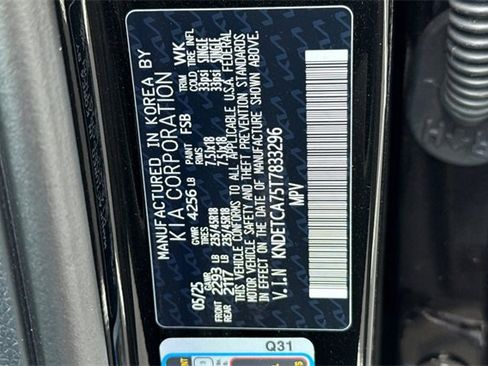 MANUFACTURED IN KOREA BY
KIA CORPORATION
05/25 GVWR 4256 LB PAINT FSB TRIM WK
GAWR TIRES RIMS COLD TIRE INFL
FRONT 2293 LB 235/45R18 7.5Jx18 33psi SINGLE
REAR 2117 LB 235/45R18 7.5Jx18 33psi SINGLE
THIS VEHICLE CONFORMS TO ALL APPLICABLE U.S.A. FEDERAL
MOTOR VEHICLE SAFETY AND THEFT PREVENTION STANDARDS
IN EFFECT ON THE DATE OF MANUFACTURE SHOWN ABOVE.
V.I.N KNDETCA75T7833296
MPV
Q31